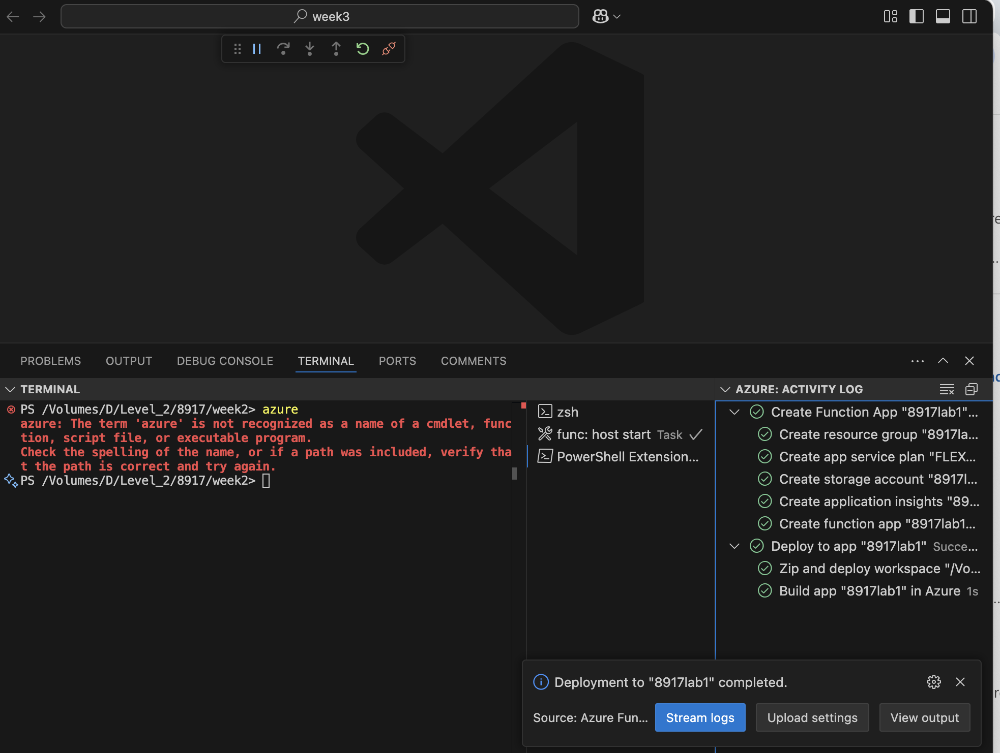 week3
PROBLEMS
OUTPUT
DEBUG CONSOLE
TERMINAL
PORTS
COMMENTS
TERMINAL
PS /Volumes/D/Level_2/8917/week2> azure
azure: The term 'azure' is not recognized as a name of a cmdlet, func
tion, script file, or executable program.
Check the spelling of the name, or if a path was included, verify tha
t the path is correct and try again.
PS /Volumes/D/Level_2/8917/week2>
zsh
func: host start Task
PowerShell Extension...
AZURE: ACTIVITY LOG
Create Function App "8917lab1"...
Create resource group "8917la...
Create app service plan "FLEX...
Create storage account "8917l...
Create application insights "89...
Create function app "8917lab1...
Deploy to app "8917lab1" Succe...
Zip and deploy workspace "/Vo...
Build app "8917lab1" in Azure 1s
Deployment to "8917lab1" completed.
Source: Azure Fun...
Stream logs
Upload settings
View output